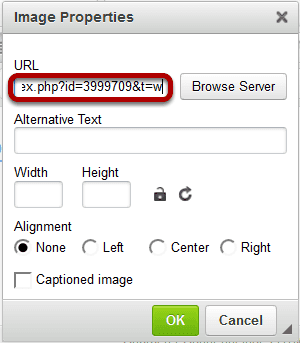 Image Properties
URL
ex.php?id=3999709&t=w
Browse Server
Alternative Text
Width Height
Alignment
None Left Center Right
Captioned image
OK Cancel